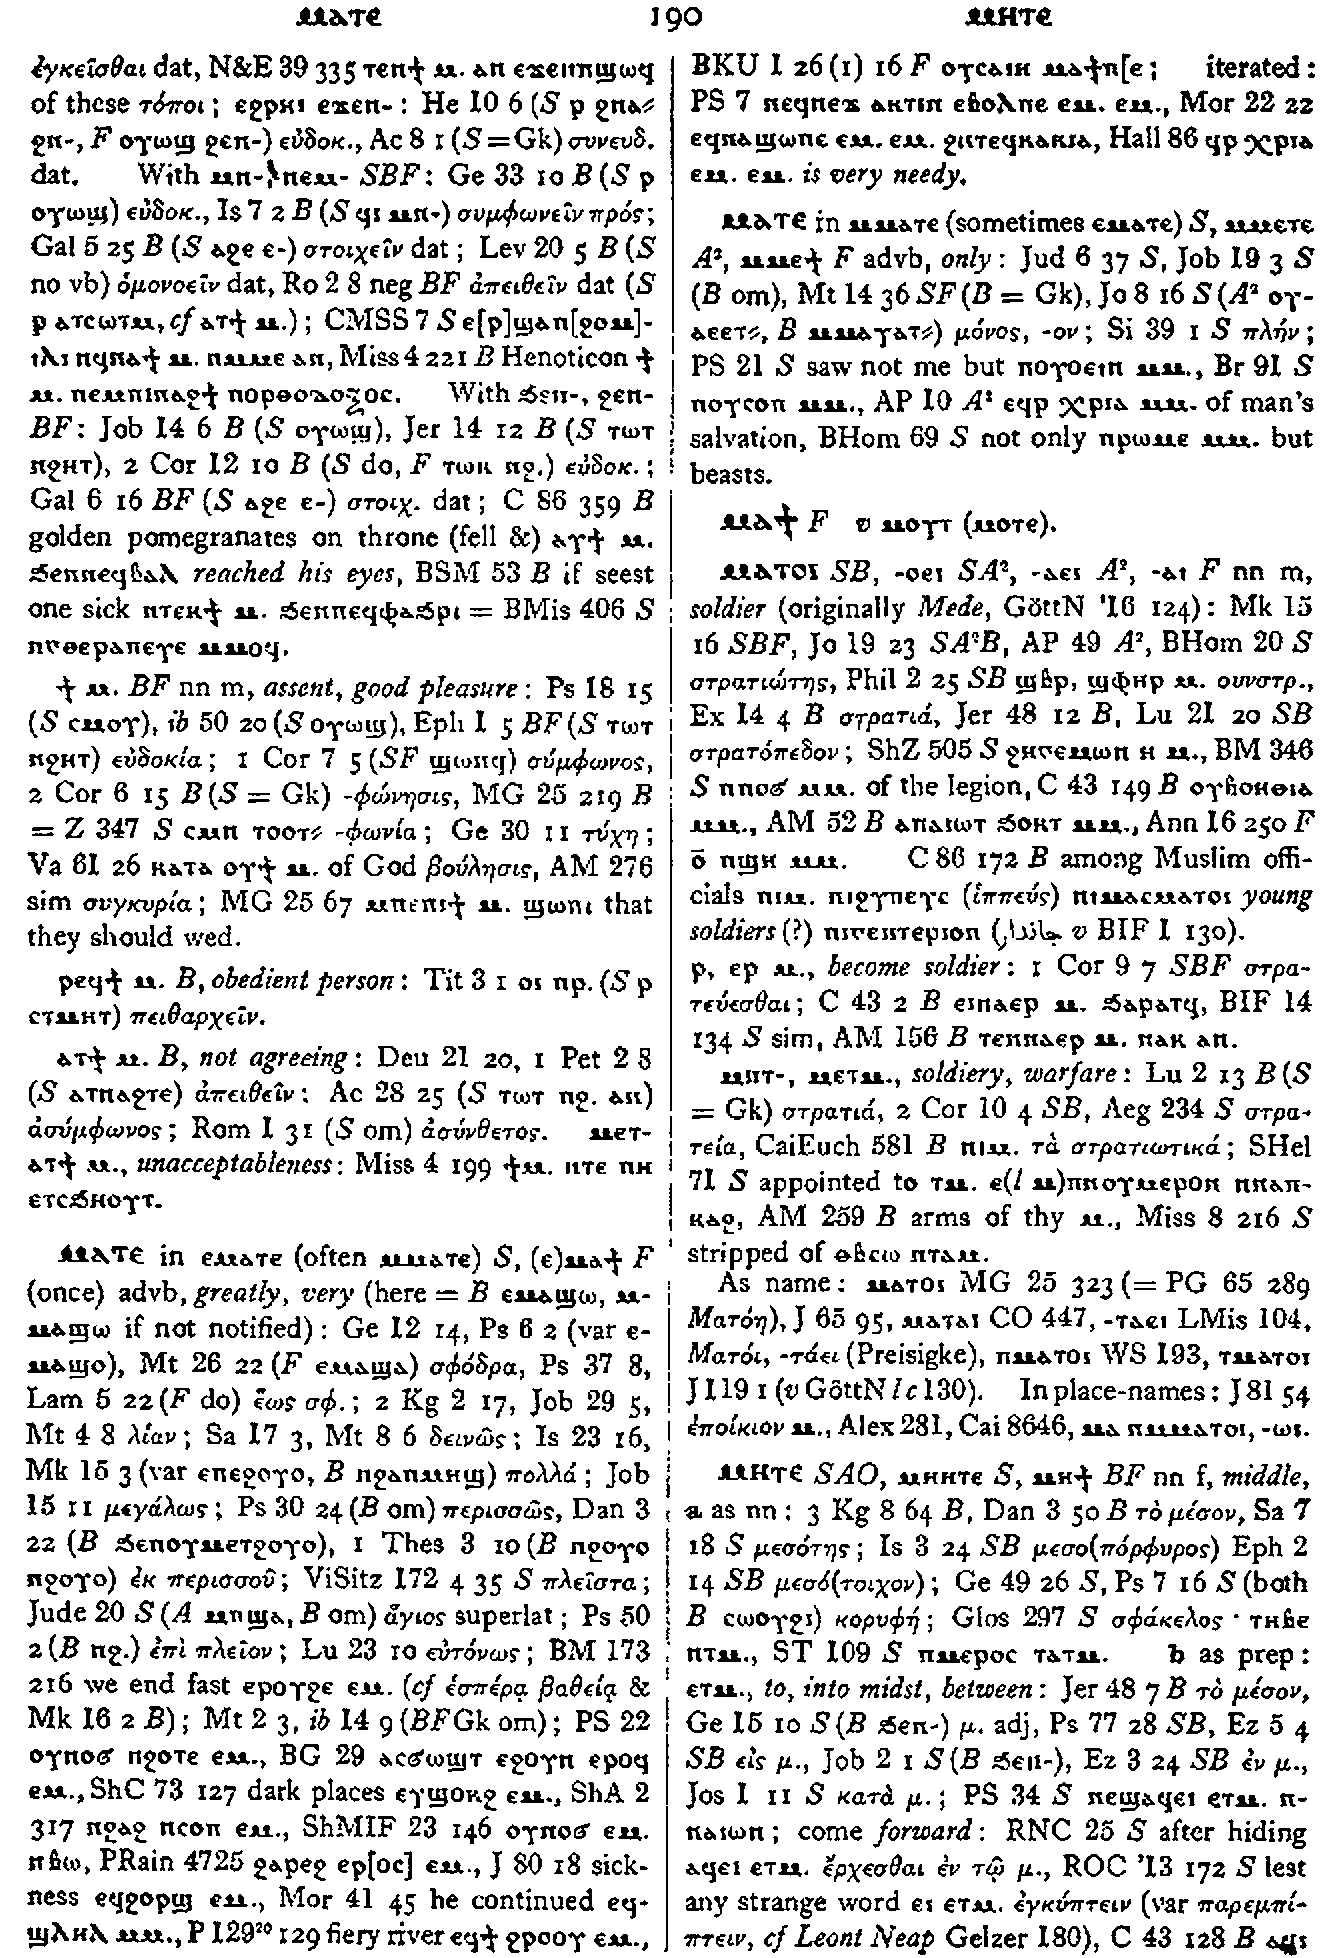 ⲙⲁⲧⲉ 190 ⲙⲏⲧⲉ
ἐγκεῖσθαι dat, N&E 39 335 ⲧⲉⲛϯ ⲙ. ⲁⲛ ⲉϫⲉⲛⲡϣⲱϥ
of these τόποι; ⲉϩⲣⲏⲓ ⲉϫⲉⲛ-: He 10 6 (S ⲣ ϩⲛⲁ⸗
ϩⲛ-, F ⲟⲩⲱϣ ϩⲉⲛ-) εὐδοκ., Ac 8 1 (S = Gk) συνευδ.
dat. With ⲙⲛ-, ⲛⲉⲙ- SBF: Ge 33 10 B (S ⲣ
ⲟⲩⲱϣ) εὐδοκ., Is 7 2 B (S ϥⲓ ⲙⲛ-) συμφωνεῖν πρός;
Gal 5 25 B (S ⲁϩⲉ ⲉ-) στοιχεῖν dat; Lev 20 5 B (S
no vb) ὁμονοεῖν dat, Ro 2 8 neg BF ἀπειθεῖν dat (S
ⲣ ⲁⲧⲥⲱⲧⲙ, cf ⲁⲧϯ ⲙ.); CMSS 7 S ⲉ[ⲣ]ϣⲁⲛ[ϩⲟⲙ]-
ⲓⲗⲓ ⲛϥⲛⲁϯ ⲙ. ⲛⲙⲙⲉ ⲁⲛ, Miss 4 221 B Henoticon ϯ
ⲙ. ⲛⲉⲙⲡⲓⲛⲁϩϯ ⲛⲟⲣⲑⲟⲇⲟⲝⲟⲥ. With ϧⲉⲛ-, ϩⲉⲛ-
BF: Job 14 6 B (S ⲟⲩⲱϣ), Jer 14 12 B (S ⲧⲱⲧ
ⲛϩⲏⲧ), 2 Cor 12 10 B (S do, F ⲧⲱⲕ ⲛϩ.) εὐδοκ.;
Gal 6 16 BF (S ⲁϩⲉ ⲉ-) στοιχ. dat; C 86 359 B
golden pomegranates on throne (fell &) ⲁⲩϯ ⲙ.
ϧⲉⲛⲛⲉϥⲃⲁⲗ reached his eyes, BSM 53 B if seest
one sick ⲛⲧⲉⲕϯ ⲙ. ϧⲉⲛⲛⲉϥⲫⲁϧⲣⲓ = BMis 406 S
ⲛⲅⲑⲉⲣⲁⲡⲉⲩⲉ ⲙⲙⲟϥ.
ϯ ⲙ. BF nn m, assent, good pleasure: Ps 18 15
(S ⲥⲙⲟⲩ), ib 50 20 (S ⲟⲩⲱϣ), Eph 1 5 BF (S ⲧⲱⲧ
ⲛϩⲏⲧ) εὐδοκία; 1 Cor 7 5 (SF ϣⲱⲛϥ) σύμφωνος,
2 Cor 6 15 B (S = Gk) -φώνησις, MG 25 219 B
= Z 347 S ⲥⲙⲛ ⲧⲟⲟⲧ⸗ -φωνία; Ge 30 11 τύχη;
Va 61 26 ⲕⲁⲧⲁ ⲟⲩϯ ⲙ. of God βούλησις, AM 276
sim συγκυρία; MG 25 67 ⲙⲡⲉⲛⲓϯ ⲙ. ϣⲱⲡⲓ that
they should wed.
ⲣⲉϥϯ ⲙ. B, obedient person: Tit 3 1 ⲟⲓ ⲛⲣ. (S ⲣ
ⲥⲧⲙⲏⲧ) πειθαρχεῖν.
ⲁⲧϯ ⲙ. B, not agreeing: Deu 21 20, 1 Pet 2 8
(S ⲁⲧⲛⲁϩⲧⲉ) ἀπειθεῖν; Ac 28 25 (S ⲧⲱⲧ ⲛϩ. ⲁⲛ)
ἀσύμφωνος; Rom 1 31 (S om) ἀσύνθετος. ⲙⲉⲧ-
ⲁⲧϯ ⲙ., unacceptableness: Miss 4 199 ϯⲙ. ⲛⲧⲉ ⲛⲏ
ⲉⲧⲥϧⲏⲟⲩⲧ.
ⲙⲁⲧⲉ in ⲉⲙⲁⲧⲉ (often ⲙⲙⲁⲧⲉ) S, (ⲉ)ⲙⲁϯ F
(once) advb, greatly, very (here = B ⲉⲙⲁϣⲱ, ⲙ-
ⲙⲁϣⲱ if not notified): Ge 12 14, Ps 6 2 (var ⲉ-
ⲙⲁϣⲟ), Mt 26 22 (F ⲉⲙⲁϣⲁ) σφόδρα, Ps 37 8,
Lam 5 22 (F do) ἕως σφ.; 2 Kg 2 17, Job 29 5,
Mt 4 8 λίαν; Sa 17 3, Mt 8 6 δεινῶς; Is 23 16,
Mk 15 3 (var ⲉⲡⲉϩⲟⲩⲟ, B ⲛϩⲁⲛⲙⲏϣ) πολλά; Job
15 11 μεγάλως; Ps 30 24 (B om) περισσῶς, Dan 3
22 (B ϧⲉⲛⲟⲩⲙⲉⲧϩⲟⲩⲟ), 1 Thes 3 10 (B ⲛϩⲟⲩⲟ
ⲛϩⲟⲩⲟ) ἐκ περισσοῦ; ViSitz 172 4 35 S πλεῖστα;
Jude 20 S (A ⲙⲡϣⲁ, B om) ἅγιος superlat; Ps 50
2 (B ⲛϩ.) ἐπὶ πλεῖον; Lu 23 10 εὐτόνως; BM 173
216 we end fast ⲉⲣⲟⲩϩⲉ ⲉⲙ. (cf ἑσπέρᾳ βαθείᾳ &
Mk 16 2 B); Mt 2 3, ib 14 9 (BF Gk om); PS 22
ⲟⲩⲛⲟϭ ⲛϩⲟⲧⲉ ⲉⲙ., BG 29 ⲁⲥϭⲱϣⲧ ⲉϩⲟⲩⲛ ⲉⲣⲟϥ
ⲉⲙ., ShC 73 127 dark places ⲉⲩϣⲟⲕϩ ⲉⲙ., ShA 2
317 ⲛϩⲁϩ ⲛⲥⲟⲡ ⲉⲙ., ShMIF 23 146 ⲟⲩⲛⲟϭ ⲉⲙ.
ⲛⲃⲱ, PRain 4725 ϩⲁⲣⲉϩ ⲉⲣ[ⲟⲥ] ⲉⲙ., J 80 18 sick-
ness ⲉϥϩⲟⲣϣ ⲉⲙ., Mor 41 45 he continued ⲉϥ-
ϣⲗⲏⲗ ⲙⲙ., P 129²⁰ 129 fiery river ⲉϥϯ ϩⲣⲟⲟⲩ ⲉⲙ.,
BKU 1 26 (1) 16 F ⲟⲩⲥⲁⲓⲏ ⲙⲁϯⲛ[ⲉ; iterated:
PS 7 ⲛⲉϥⲛⲉϫ ⲁⲕⲧⲓⲛ ⲉⲃⲟⲗⲡⲉ ⲉⲙ. ⲉⲙ., Mor 22 22
ⲉϥⲛⲁϣⲱⲡⲉ ⲉⲙ. ⲉⲙ. ϩⲛⲧⲉϥⲕⲁⲕⲓⲁ, Hall 86 ϥⲣ ⲭⲣⲓⲁ
ⲉⲙ. ⲉⲙ. is very needy.
ⲙⲁⲧⲉ in ⲙⲙⲁⲧⲉ (sometimes ⲉⲙⲁⲧⲉ) S, ⲙⲙⲉⲧⲉ
A², ⲙⲙⲉϯ F advb, only: Jud 6 37 S, Job 19 3 S
(B om), Mt 14 36 SF (B = Gk), Jo 8 16 S (A² ⲟⲩ-
ⲁⲉⲉⲧ⸗, B ⲙⲙⲁⲩⲁⲧ⸗) μόνος, -ον; Si 39 1 S πλήν;
PS 21 S saw not me but ⲡⲟⲩⲟⲉⲓⲛ ⲙⲙ., Br 91 S
ⲛⲟⲩⲥⲟⲡ ⲙⲙ., AP 10 A² ⲉϥⲣ ⲭⲣⲓⲁ ⲙⲙ. of man's
salvation, BHom 69 S not only ⲡⲣⲱⲙⲉ ⲙⲙ. but
beasts.
ⲙⲁϯ F v ⲙⲟⲩⲧ (ⲙⲟⲧⲉ).
ⲙⲁⲧⲟⲓ SB, -ⲟⲉⲓ SA², -ⲁⲉⲓ A², -ⲁⲓ F nn m,
soldier (originally Mede, GöttN '16 124): Mk 15
16 SBF, Jo 19 23 SA²B, AP 49 A², BHom 20 S
στρατιώτης, Phil 2 25 SB ϣⲃⲣ, ϣⲫⲏⲣ ⲙ. συνστρ.,
Ex 14 4 B στρατιά, Jer 48 12 B, Lu 21 20 SB
στρατόπεδον; ShZ 505 S ϩⲏⲅⲉⲙⲱⲛ ⲏ ⲙ., BM 346
S ⲛⲛⲟϭ ⲙⲙ. of the legion, C 43 149 B ⲟⲩⲃⲟⲏⲑⲓⲁ
ⲙⲙ., AM 52 B ⲁⲡⲁⲓⲱⲧ ϧⲟⲕⲧ ⲙⲙ., Ann 16 250 F
ⲟ̄ ⲛϣⲏ ⲙⲙ. C 86 172 B among Muslim offi-
cials ⲛⲓⲙ. ⲛⲓϩⲩⲡⲉⲩⲥ (ἱππεύς) ⲛⲓⲙⲁⲥⲙⲁⲧⲟⲓ young
soldiers (?) ⲛⲓⲅⲉⲛⲧⲉⲣⲓⲟⲛ ( v BIF 1 130).
ⲣ, ⲉⲣ ⲙ., become soldier: 1 Cor 9 7 SBF στρα-
τεύεσθαι; C 43 2 B ⲉⲓⲛⲁⲉⲣ ⲙ. ϧⲁⲣⲁⲧϥ, BIF 14
134 S sim, AM 156 B ⲧⲉⲛⲛⲁⲉⲣ ⲙ. ⲛⲁⲕ ⲁⲛ.
ⲙⲛⲧ-, ⲙⲉⲧⲙ., soldiery, warfare: Lu 2 13 B (S
= Gk) στρατιά, 2 Cor 10 4 SB, Aeg 234 S στρα-
τεία, CaiEuch 581 B ⲛⲓⲙ. τὰ στρατιωτικά; SHel
71 S appointed to ⲧⲙ. ⲉ(l ⲙ)ⲡⲛⲟⲩⲙⲉⲣⲟⲛ ⲛⲛⲁⲡ-
ⲕⲁϩ, AM 259 B arms of thy ⲙ., Miss 8 216 S
stripped of ⲑⲃⲥⲱ ⲛⲧⲁⲙ.
As name: ⲙⲁⲧⲟⲓ MG 25 323 (= PG 65 289
Ματόη), J 65 95, ⲙⲁⲧⲁⲓ CO 447, -ⲧⲁⲉⲓ LMis 104,
Ματόι, -τάει (Preisigke), ⲡⲙⲁⲧⲟⲓ WS 193, ⲧⲙⲁⲧⲟⲓ
J 119 1 (v GöttN l c 130). In place-names: J 81 54
ἐποίκιον ⲙ., Alex 281, Cai 8646, ⲙⲁ ⲛⲙⲙⲁⲧⲟⲓ, -ⲱⲓ.
ⲙⲏⲧⲉ SAO, ⲙⲏⲏⲧⲉ S, ⲙⲏϯ BF nn f, middle,
a as nn: 3 Kg 8 64 B, Dan 3 50 B τὸ μέσον, Sa 7
18 S μεσότης; Is 3 24 SB μεσο(πόρφυρος) Eph 2
14 SB μεσό(τοιχον); Ge 49 26 S, Ps 7 16 S (both
B ⲥⲱⲟⲩϩⲓ) κορυφή; Glos 297 S σφάκελος · ⲧⲏⲃⲉ
ⲛⲧⲙ., ST 109 S ⲡⲙⲉⲣⲟⲥ ⲧⲁⲧⲙ. b as prep:
ⲉⲧⲙ., to, into midst, between: Jer 48 7 B τὸ μέσον,
Ge 15 10 S (B ϧⲉⲛ-) μ. adj, Ps 77 28 SB, Ez 5 4
SB εἰς μ., Job 2 1 S (B ϧⲉⲛ-), Ez 3 24 SB ἐν μ.,
Jos 1 11 S κατὰ μ.; PS 34 S ⲛⲉϣⲁϥⲉⲓ ⲉⲧⲙ. ⲛ-
ⲛⲁⲓⲱⲛ; come forward: RNC 25 S after hiding
ⲁϥⲉⲓ ⲉⲧⲙ. ἔρχεσθαι ἐν τῷ μ., ROC '13 172 S lest
any strange word ⲉⲓ ⲉⲧⲙ. ἐγκύπτειν (var παρεμπί-
πτειν, cf Leont Neap Gelzer 180), C 43 128 B ⲁϥⲓ